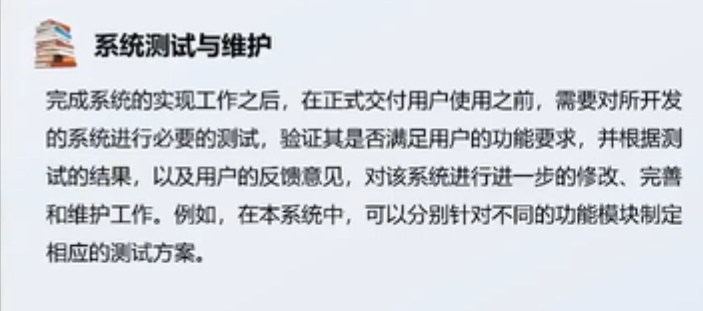 系统测试与维护
完成系统的实现工作之后，在正式交付用户使用之前，需要对所开发
的系统进行必要的测试，验证其是否满足用户的功能要求，并根据测
试的结果，以及用户的反馈意见，对该系统进行进一步的修改、完善
和维护工作。例如，在本系统中，可以分别针对不同的功能模块制定
相应的测试方案。